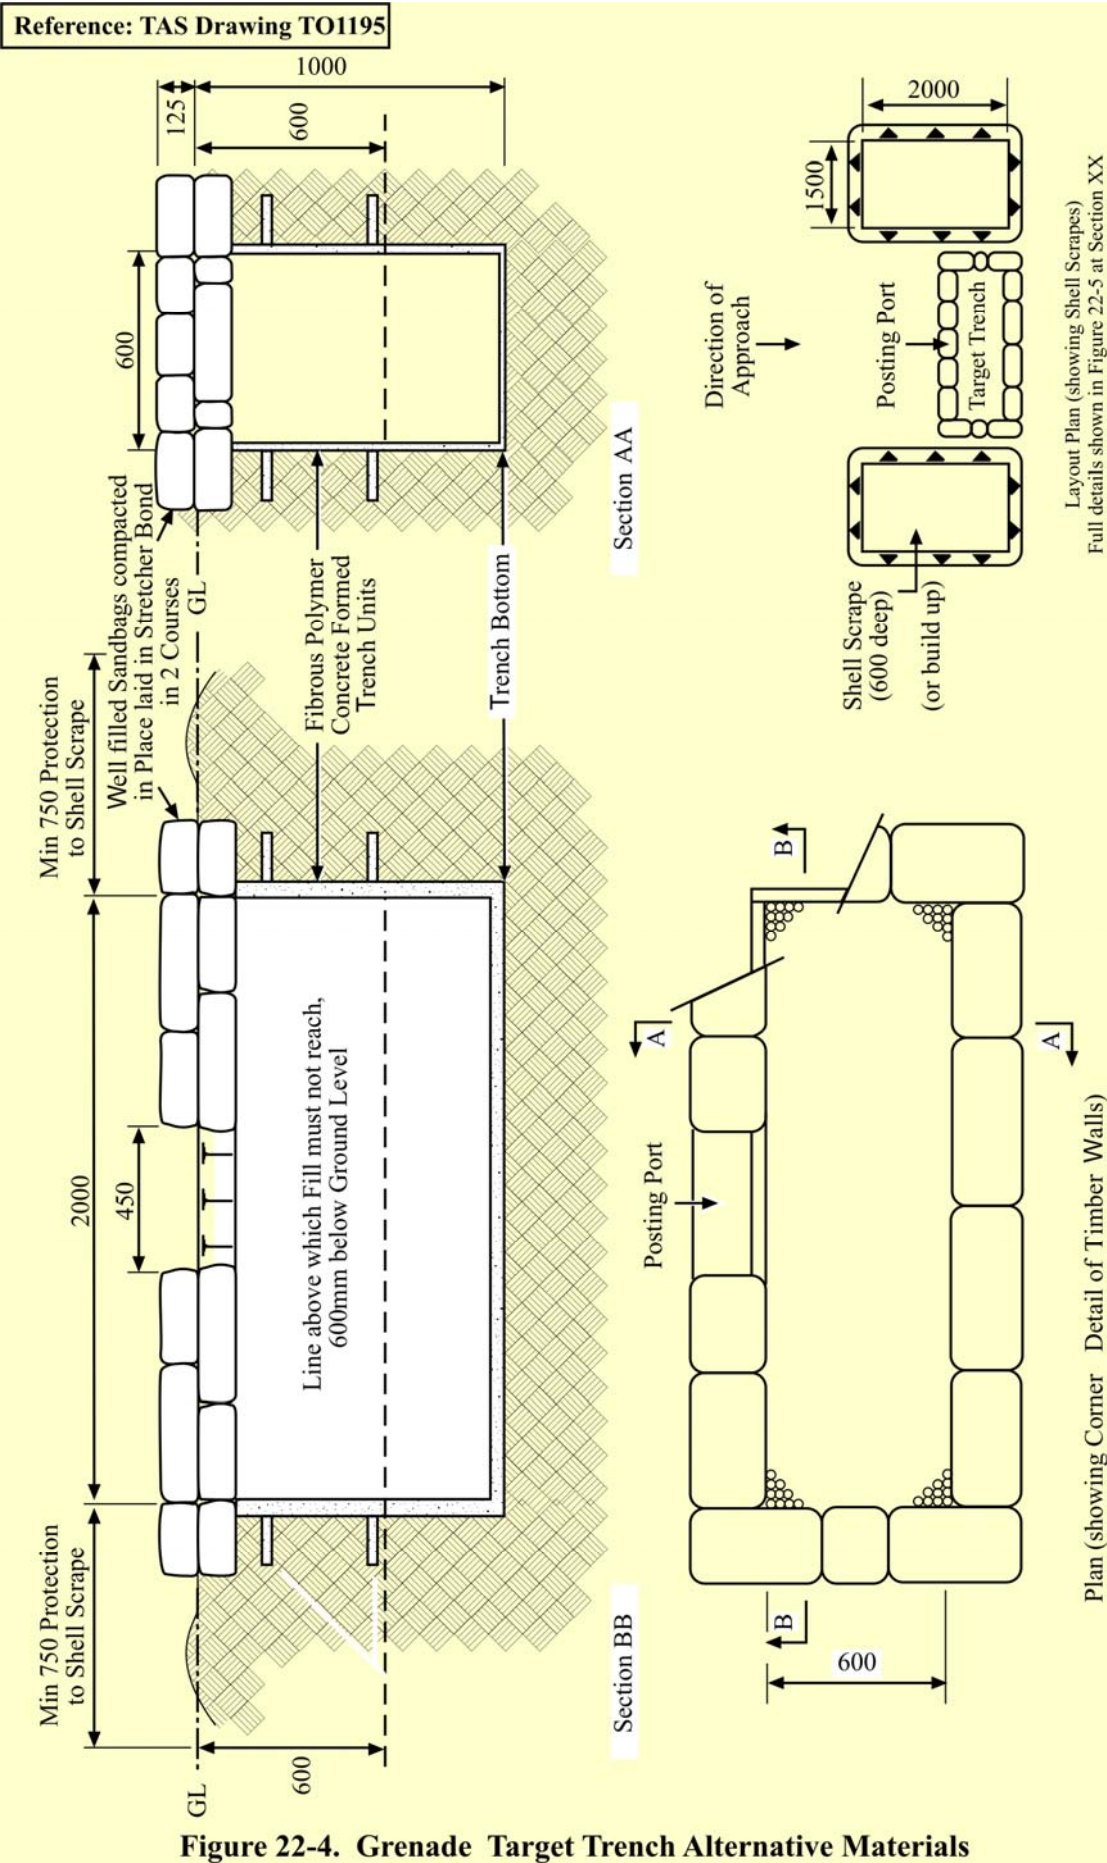 Reference: TAS Drawing TO1195
Min 750 Protection
to Shell Scrape
2000
450
Min 750 Protection
to Shell Scrape
Well filled Sandbags compacted
in Place laid in Stretcher Bond
in 2 Courses
GL
GL
600
Line above which Fill must not reach,
600mm below Ground Level
Fibrous Polymer
Concrete Formed
Trench Units
Trench Bottom
Section BB
600
125
1000
600
Section AA
Posting Port
A
A
B
B
600
Plan (showing Corner Detail of Timber Walls)
Direction of
Approach
Posting Port
Target Trench
1500
2000
Shell Scrape
(600 deep)
(or build up)
Layout Plan (showing Shell Scrapes)
Full details shown in Figure 22-5 at Section XX
Figure 22-4. Grenade Target Trench Alternative Materials